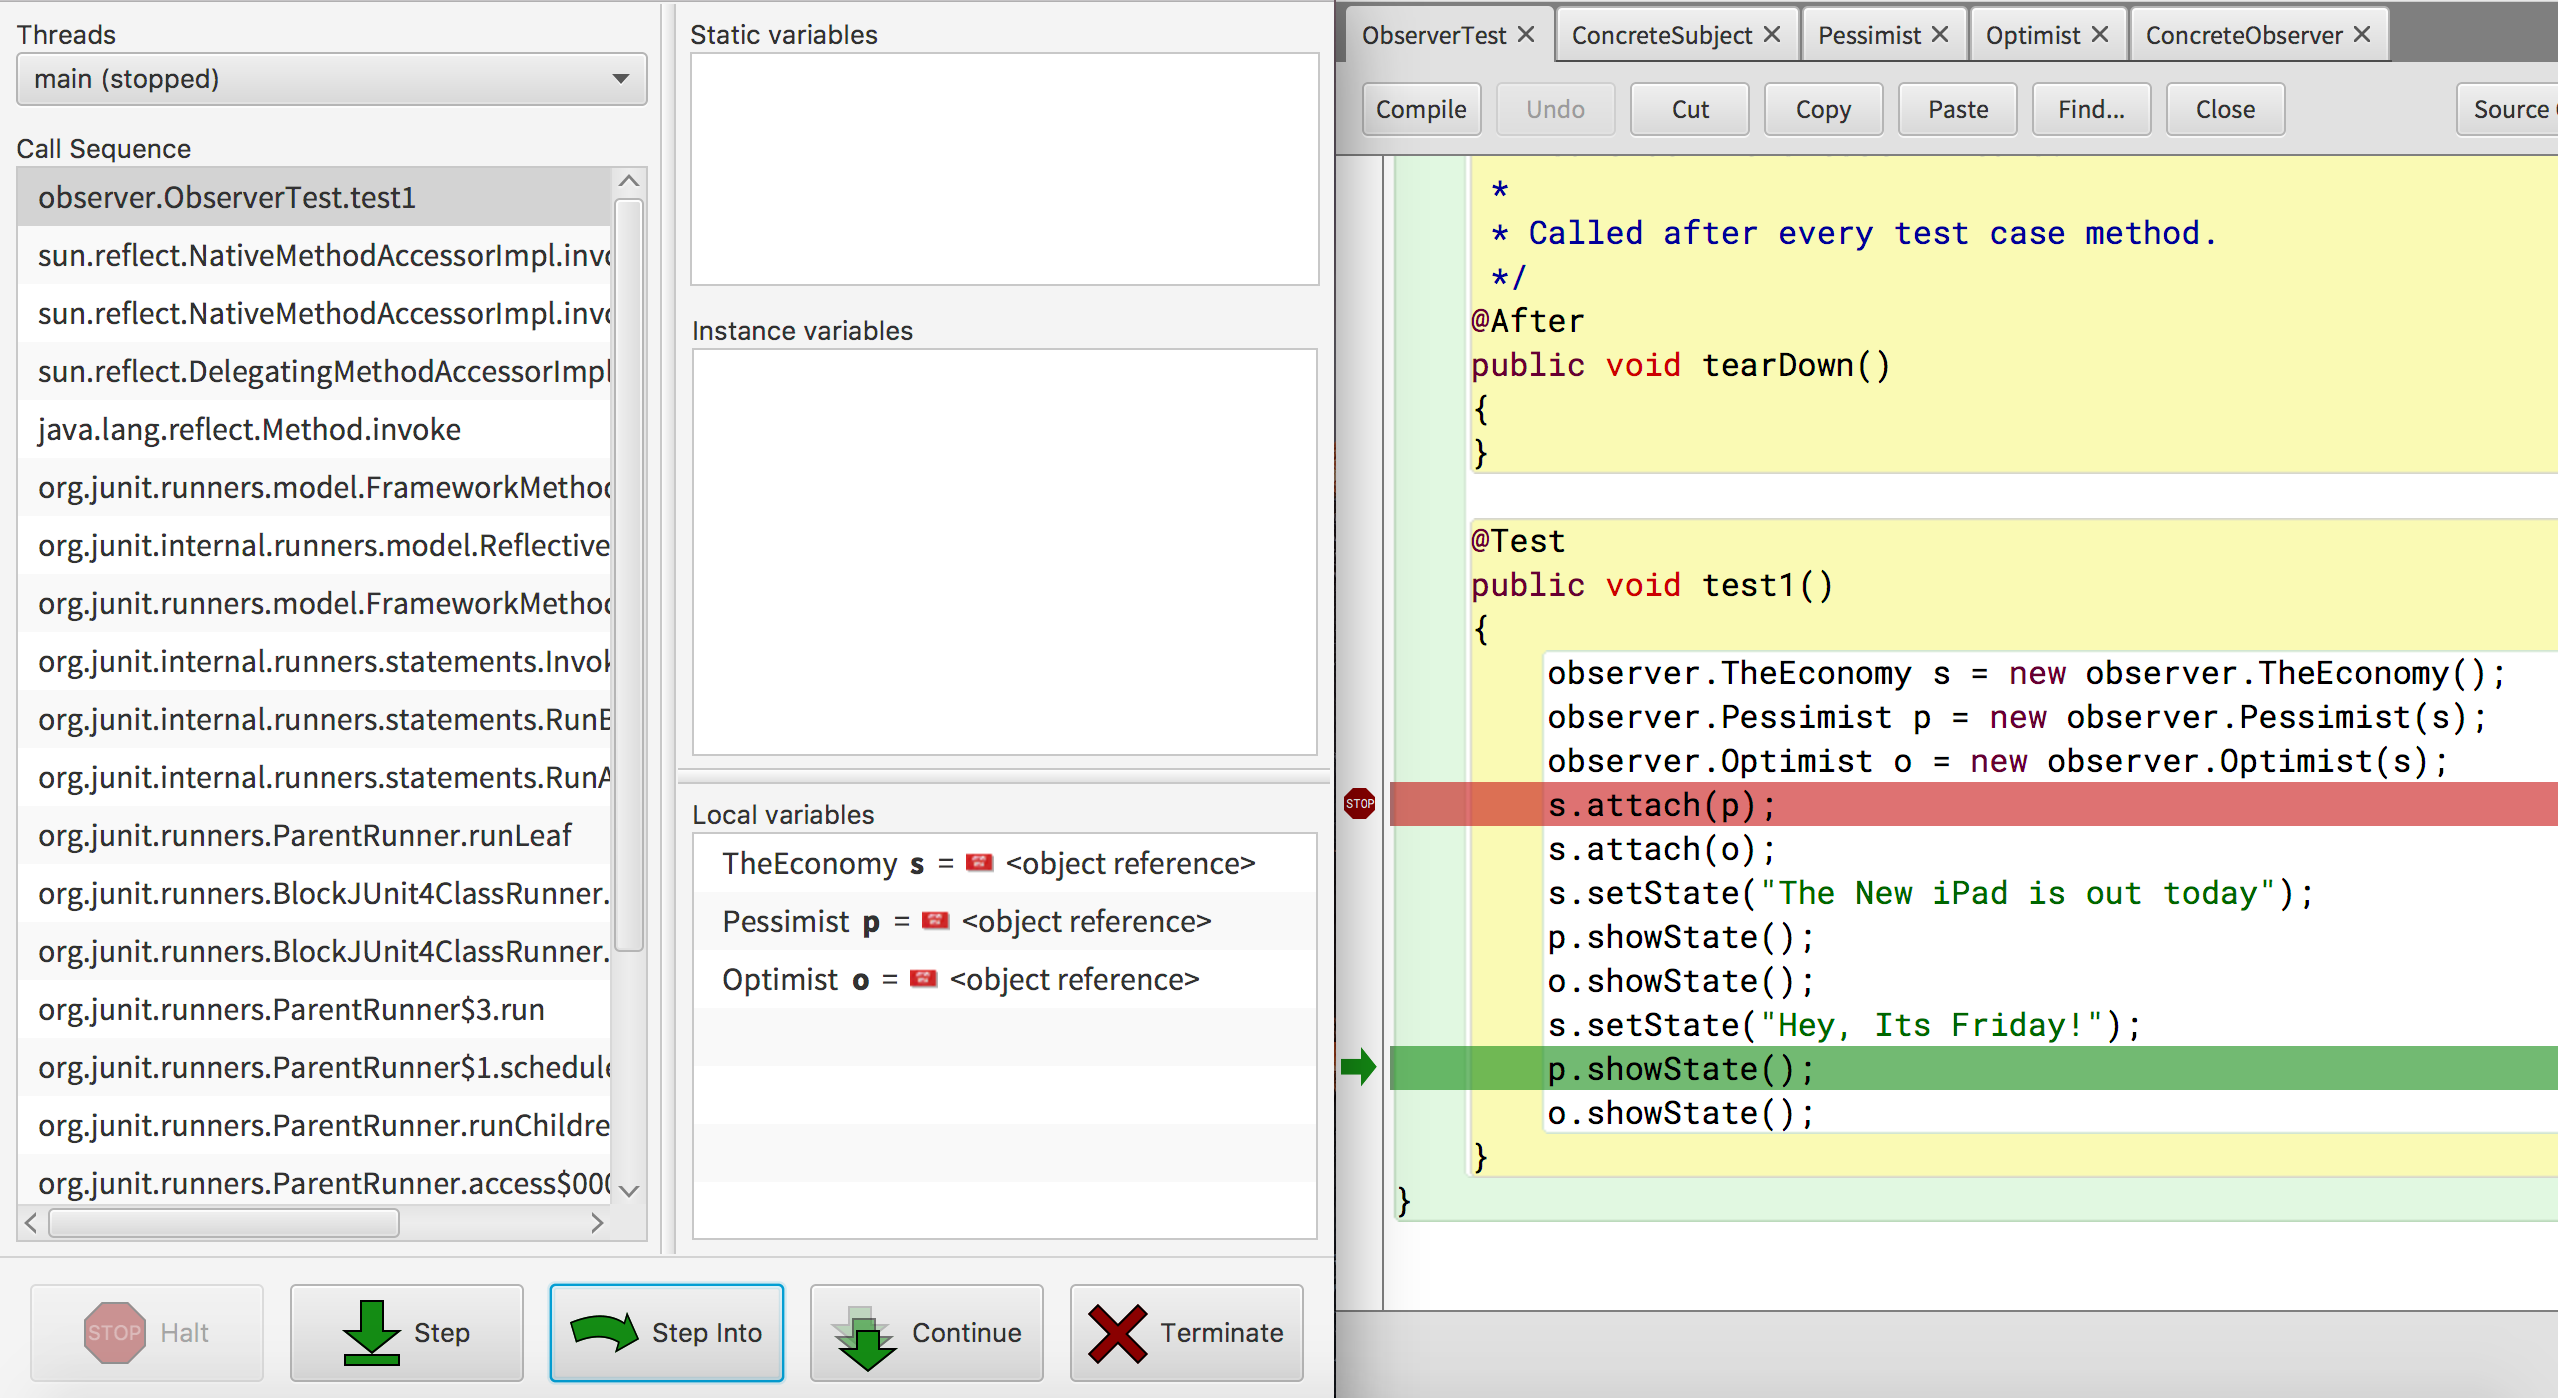 Threads
main (stopped)
Call Sequence
observer.ObserverTest.test1
sun.reflect.NativeMethodAccessorImpl.invo
sun.reflect.NativeMethodAccessorImpl.invo
sun.reflect.DelegatingMethodAccessorImpl
java.lang.reflect.Method.invoke
org.junit.runners.model.FrameworkMethod
org.junit.internal.runners.model.Reflective
org.junit.runners.model.FrameworkMethod
org.junit.internal.runners.statements.Invok
org.junit.internal.runners.statements.RunB
org.junit.internal.runners.statements.RunA
org.junit.runners.ParentRunner.runLeaf
org.junit.runners.BlockJUnit4ClassRunner.
org.junit.runners.BlockJUnit4ClassRunner.
org.junit.runners.ParentRunner$3.run
org.junit.runners.ParentRunner$1.schedule
org.junit.runners.ParentRunner.runChildre
org.junit.runners.ParentRunner.access$000
Static variables
Instance variables
Local variables
TheEconomy s = <object reference>
Pessimist p = <object reference>
Optimist o = <object reference>
STOP Halt
Step
Step Into
Continue
Terminate
ObserverTest
ConcreteSubject
Pessimist
Optimist
ConcreteObserver
Compile
Undo
Cut
Copy
Paste
Find...
Close
Source
*
* Called after every test case method.
*/
@After
public void tearDown()
{
}
@Test
public void test1()
{
observer.TheEconomy s = new observer.TheEconomy();
observer.Pessimist p = new observer.Pessimist(s);
observer.Optimist o = new observer.Optimist(s);
STOP s.attach(p);
s.attach(o);
s.setState("The New iPad is out today");
p.showState();
o.showState();
s.setState("Hey, Its Friday!");
p.showState();
o.showState();
}
}